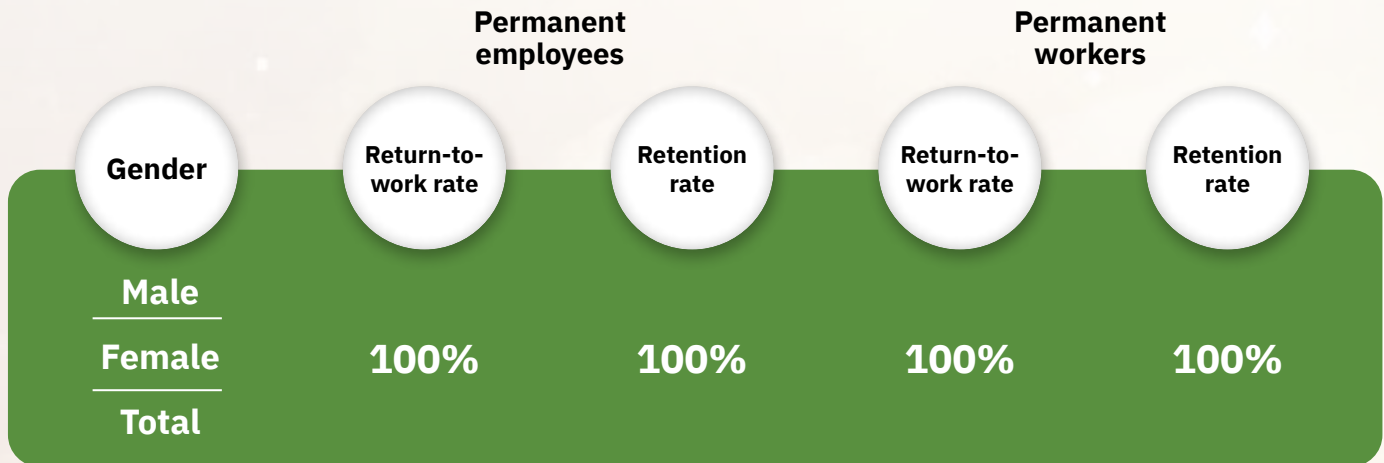 Permanent
employees
Permanent
workers
Gender
Return-to-
work rate
Retention
rate
Return-to-
work rate
Retention
rate
Male
Female
100%
100%
100%
100%
Total